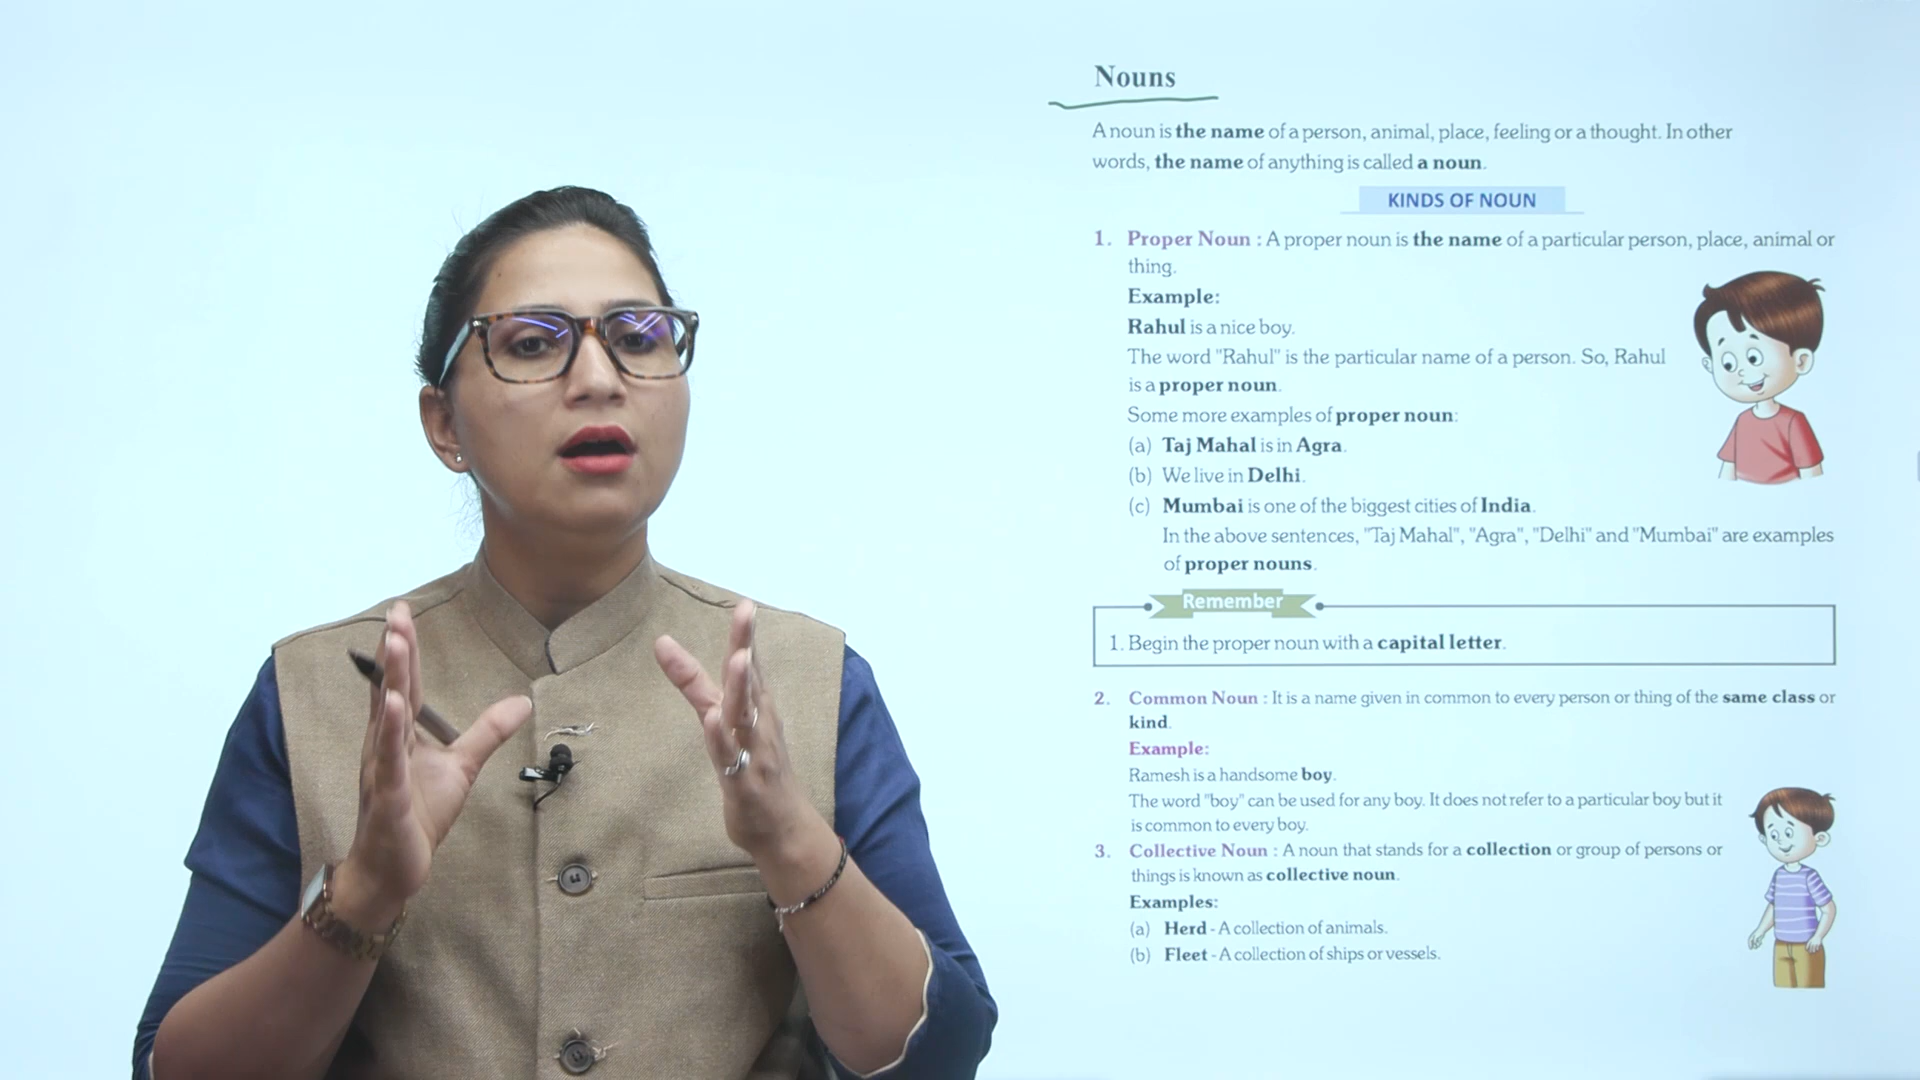 Nouns
A noun is the name of a person, animal, place, feeling or a thought. In other
words, the name of anything is called a noun.
KINDS OF NOUN
1. Proper Noun : A proper noun is the name of a particular person, place, animal or
thing.
Example:
Rahul is a nice boy.
The word "Rahul" is the particular name of a person. So, Rahul
is a proper noun.
Some more examples of proper noun:
(a) Taj Mahal is in Agra.
(b) We live in Delhi.
(c) Mumbai is one of the biggest cities of India.
In the above sentences, "Taj Mahal", "Agra", "Delhi" and "Mumbai" are examples
of proper nouns.
Remember
1. Begin the proper noun with a capital letter.
2. Common Noun : It is a name given in common to every person or thing of the same class or
kind.
Example:
Ramesh is a handsome boy.
The word "boy" can be used for any boy. It does not refer to a particular boy but it
is common to every boy.
3. Collective Noun : A noun that stands for a collection or group of persons or
things is known as collective noun.
Examples:
(a) Herd - A collection of animals.
(b) Fleet - A collection of ships or vessels.